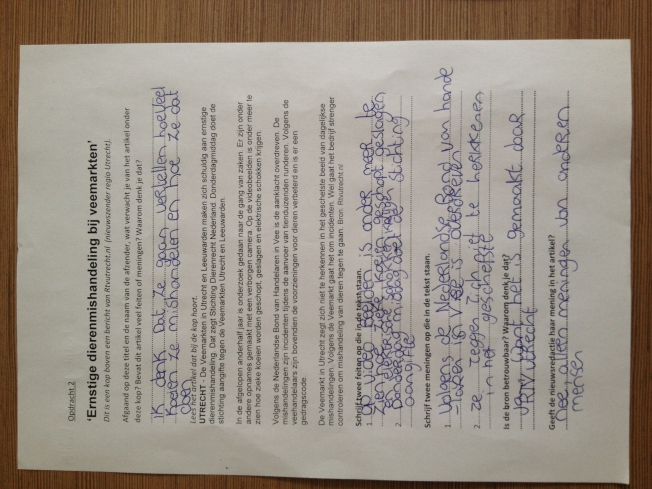 Opdracht 2
'Ernstige dierenmishandeling bij veemarkten'
Dit is een kop boven een bericht van Rtvutrecht.nl (nieuwszender regio Utrecht).
Afgaand op deze titel en de naam van de afzender, wat verwacht je van het artikel onder
deze kop? Bevat dit artikel veel feiten of meningen? Waarom denk je dat?
ik denk dat ze gaan vertellen hoeveel
koeien ze mishandelen en hoe ze dat
doen
Lees het artikel dat bij de kop hoort.
UTRECHT - De Veemarkten in Utrecht en Leeuwarden maken zich schuldig aan ernstige
dierenmishandeling. Dat zegt Stichting Dierenrecht Nederland. Donderdagmiddag doet de
stichting aangifte tegen de Veemarkten Utrecht en Leeuwarden.
In de afgelopen anderhalf jaar is onderzoek gedaan naar de gang van zaken. Er zijn onder
andere opnames gemaakt met een verborgen camera. Op de videobeelden is onder meer te
zien hoe zieke koeien worden geschopt, geslagen en elektrische schokken krijgen.
Volgens de Nederlandse Bond van Handelaren in Vee is de aanklacht overdreven. De
mishandelingen zijn incidenten tijdens de aanvoer van tienduizenden runderen. Volgens de
veehandelaars zijn bovendien de voorzieningen voor dieren verbeterd en is er een
gedragscode.
De Veemarkt in Utrecht zegt zich niet te herkennen in het geschetste beeld van dagelijkse
mishandelingen. Volgens de Veemarkt gaat het om incidenten. Wel gaat het bedrijf strenger
controleren om mishandeling van dieren tegen te gaan. Bron: Rtvutrecht.nl
Schrijf twee feiten op die in de tekst staan.
1. op video beelden is onder meer te
zien hoe zieke koeien geschopt geslagen
2. Donderdag middag doet de stichting
aangifte
Schrijf twee meningen op die in de tekst staan.
1. Volgens de Nederlandse Bond van hande
-laren in Vee is overdreven
2. ze zeggen zich niet te herkennen
in het geschetste
Is de bron betrouwbaar? Waarom denk je dat?
want het is gemaakt door
RTV utrecht
Geeft de nieuwsredactie haar mening in het artikel?
nee, alleen meningen van anderen
mensen